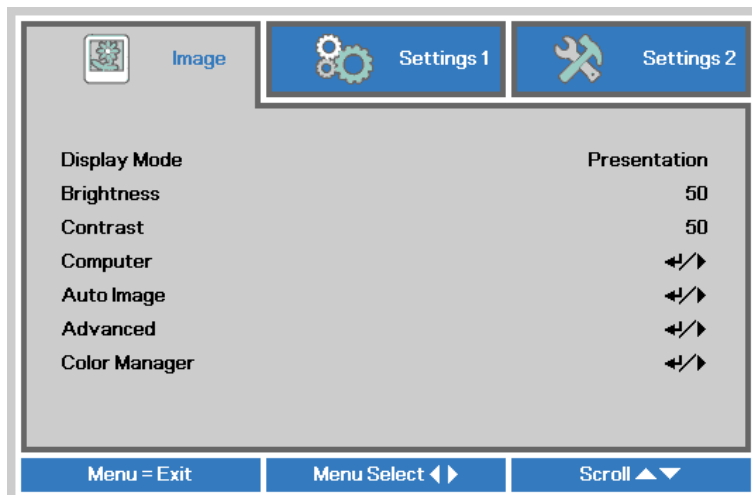 Image
Settings 1
Settings 2
Display Mode Presentation
Brightness 50
Contrast 50
Computer ↵/▶
Auto Image ↵/▶
Advanced ↵/▶
Color Manager ↵/▶
Menu = Exit
Menu Select ◀ ▶
Scroll ▲▼